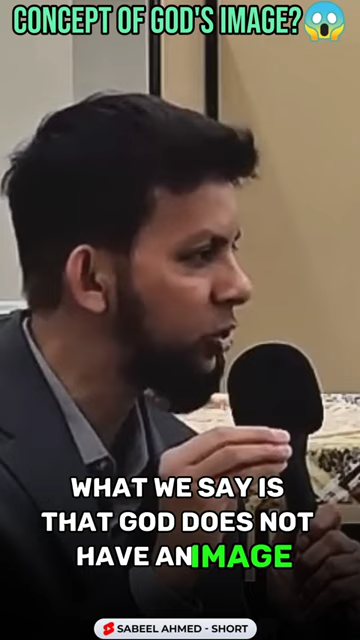 CONCEPT OF GOD'S IMAGE?😱
WHAT WE SAY IS
THAT GOD DOES NOT
HAVE AN IMAGE
SABEEL AHMED - SHORT